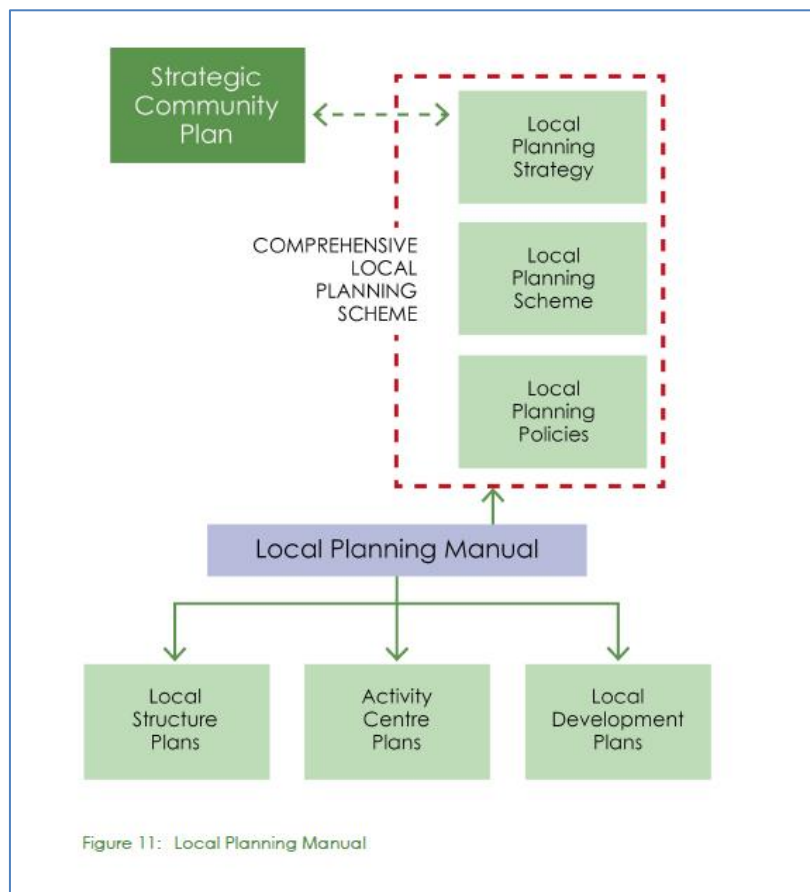 Strategic
Community
Plan
Local
Planning
Strategy
COMPREHENSIVE
LOCAL
PLANNING
SCHEME
Local
Planning
Scheme
Local
Planning
Policies
Local Planning Manual
Local
Structure
Plans
Activity
Centre
Plans
Local
Development
Plans
Figure 11: Local Planning Manual